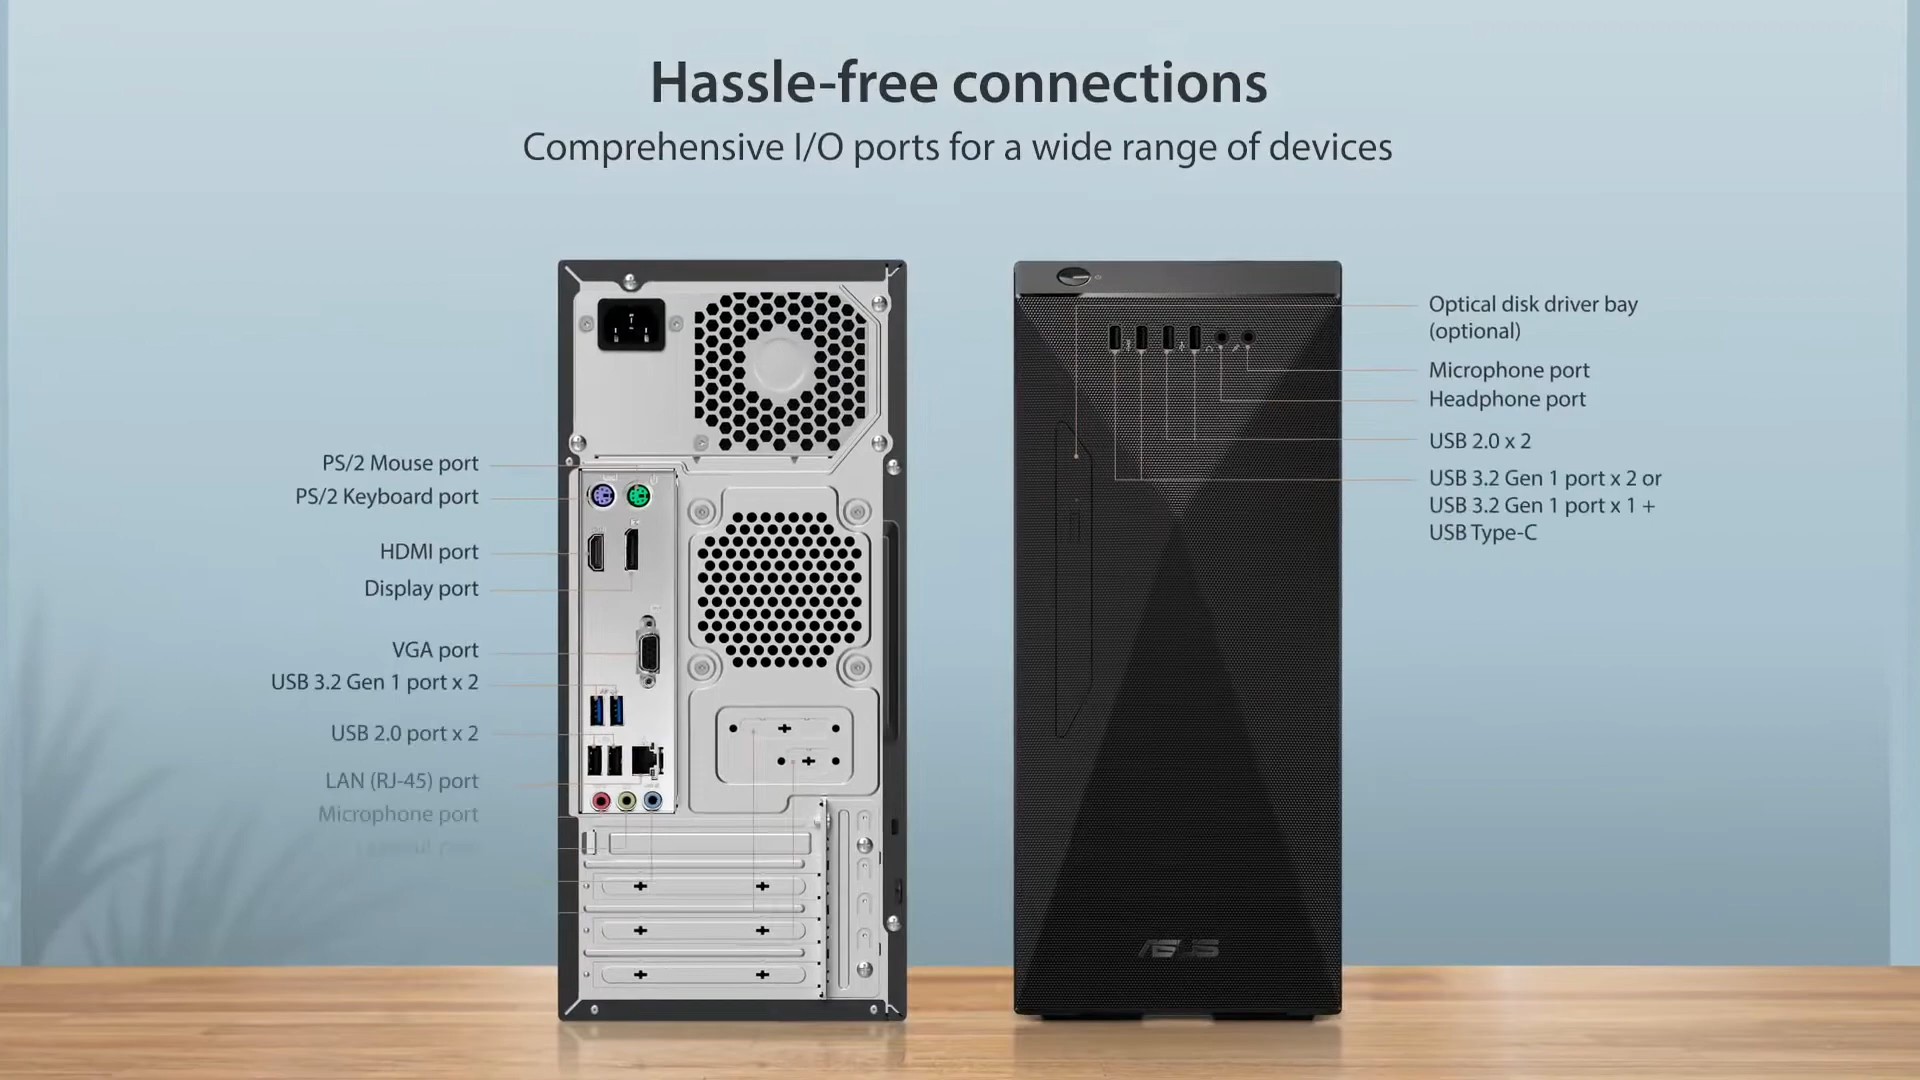 Hassle-free connections
Comprehensive I/O ports for a wide range of devices
PS/2 Mouse port
PS/2 Keyboard port
HDMI port
Display port
VGA port
USB 3.2 Gen 1 port x 2
USB 2.0 port x 2
LAN (RJ-45) port
Microphone port
Optical disk driver bay
(optional)
Microphone port
Headphone port
USB 2.0 x 2
USB 3.2 Gen 1 port x 2 or
USB 3.2 Gen 1 port x 1 +
USB Type-C
ASUS